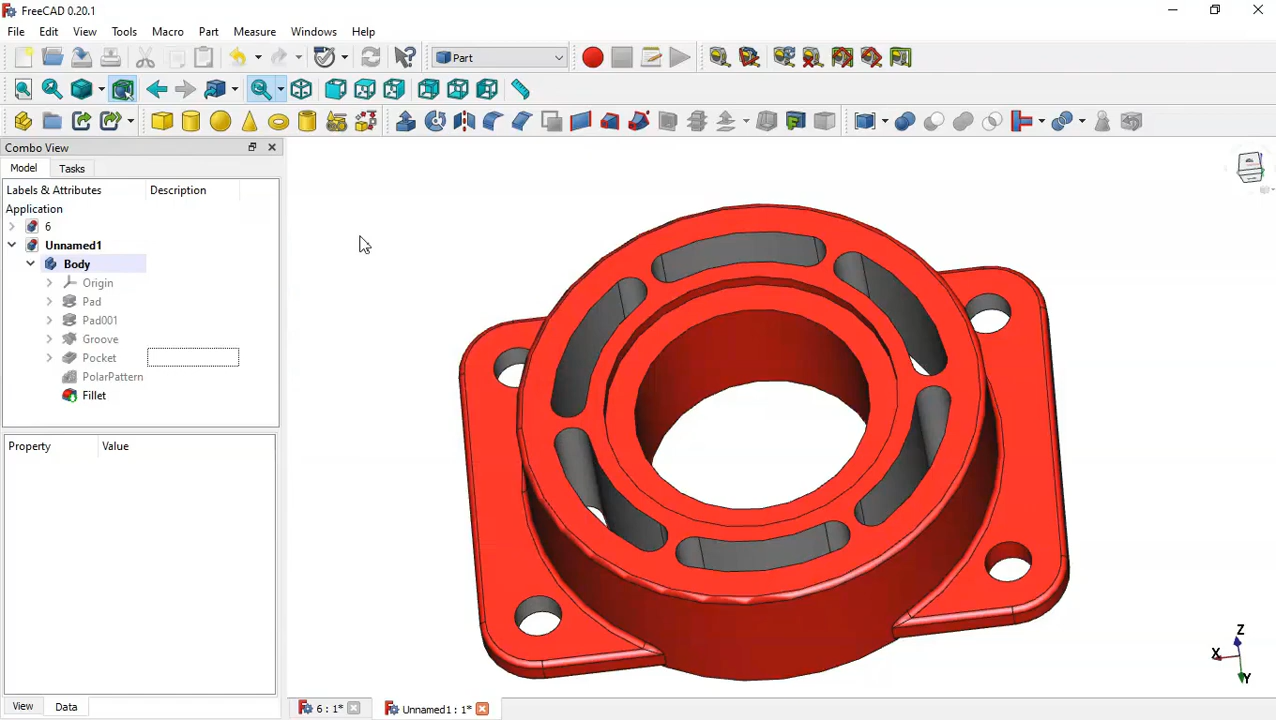 FreeCAD 0.20.1
File Edit View Tools Macro Part Measure Windows Help
Part
Combo View
Model Tasks
Labels & Attributes Description
Application
6
Unnamed1
Body
Origin
Pad
Pad001
Groove
Pocket
PolarPattern
Fillet
Property Value
Z
X
Y
View Data
6 : 1* Unnamed1 : 1*